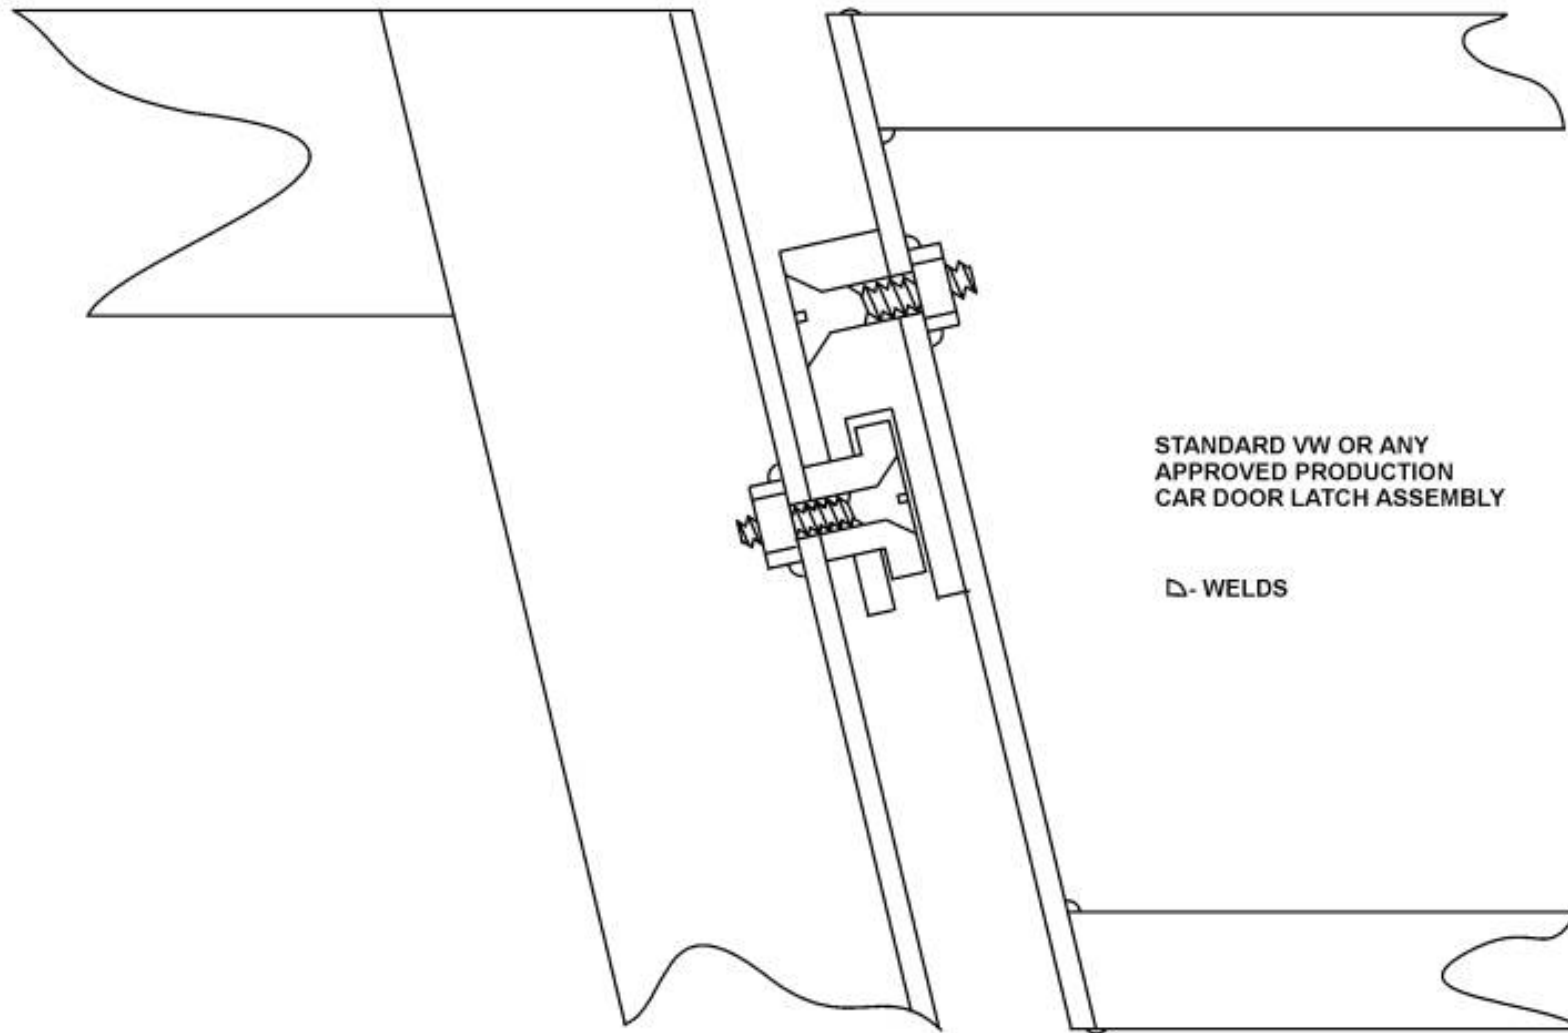 STANDARD VW OR ANY
APPROVED PRODUCTION
CAR DOOR LATCH ASSEMBLY
- WELDS